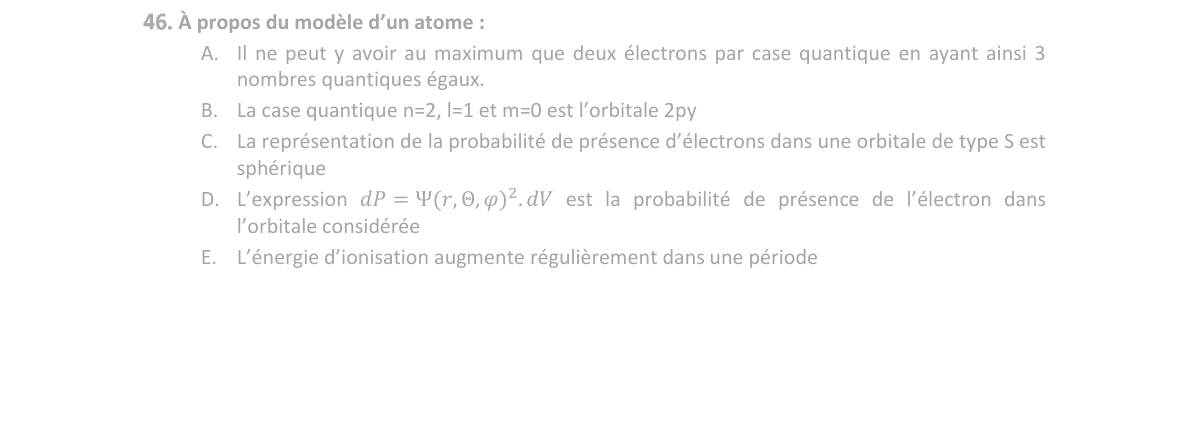 46. À propos du modèle d’un atome :
A. Il ne peut y avoir au maximum que deux électrons par case quantique en ayant ainsi 3
nombres quantiques égaux.
B. La case quantique n=2, l=1 et m=0 est l’orbitale 2py
C. La représentation de la probabilité de présence d’électrons dans une orbitale de type S est
sphérique
D. L’expression dP = Ψ(r, Θ, φ)². dV est la probabilité de présence de l’électron dans
l’orbitale considérée
E. L’énergie d’ionisation augmente régulièrement dans une période